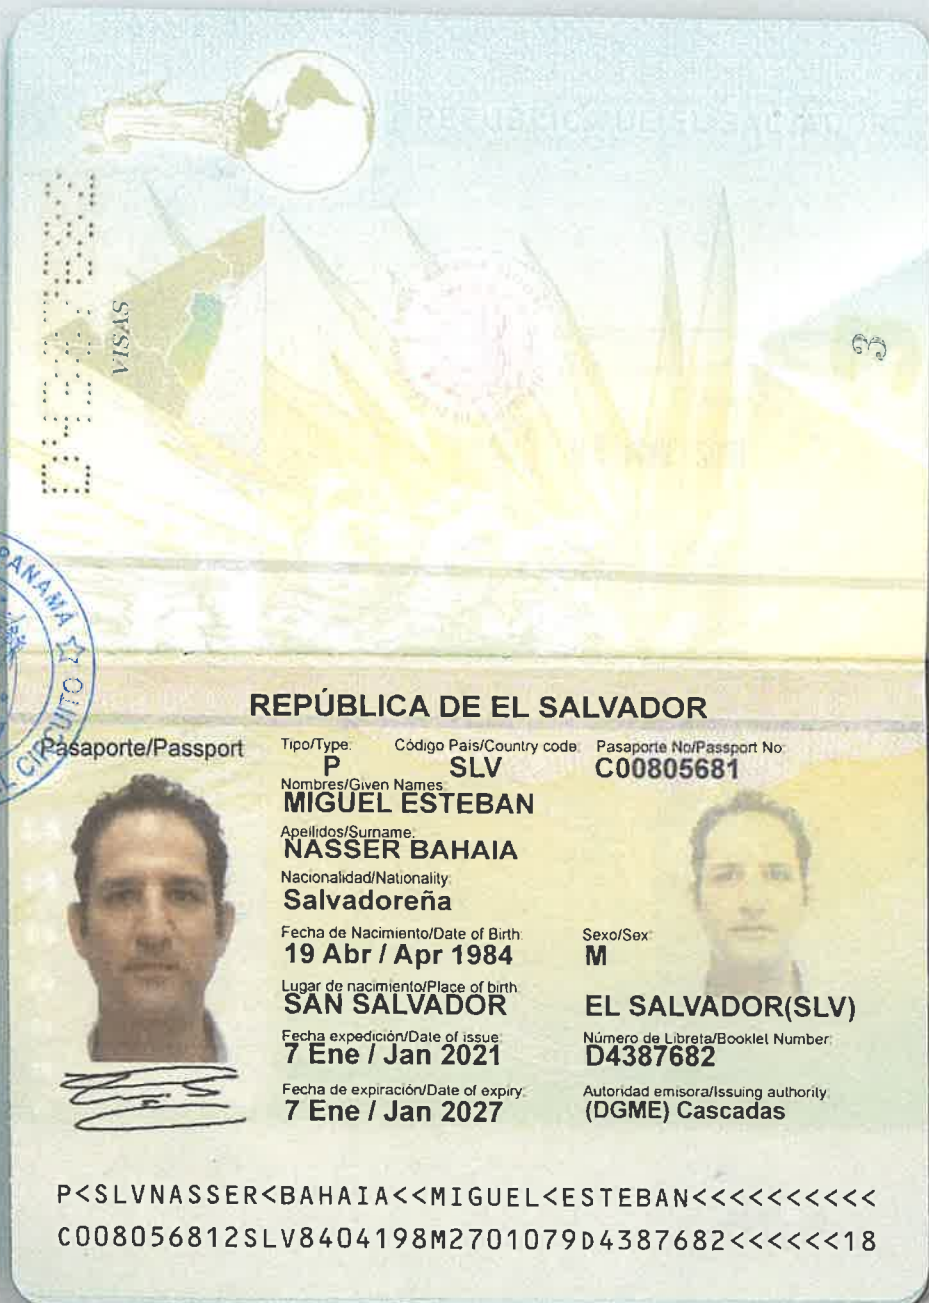 VISAS
3
PANAMÁ
CIRCUITO
REPÚBLICA DE EL SALVADOR
Pasaporte/Passport
Tipo/Type: Código País/Country code: Pasaporte No/Passport No:
P SLV C00805681
Nombres/Given Names:
MIGUEL ESTEBAN
Apellidos/Surname:
NASSER BAHAIA
Nacionalidad/Nationality:
Salvadoreña
Fecha de Nacimiento/Date of Birth: Sexo/Sex:
19 Abr / Apr 1984 M
Lugar de nacimiento/Place of birth:
SAN SALVADOR EL SALVADOR(SLV)
Fecha expedición/Date of issue: Número de Libreta/Booklet Number:
7 Ene / Jan 2021 D4387682
Fecha de expiración/Date of expiry: Autoridad emisora/Issuing authority:
7 Ene / Jan 2027 (DGME) Cascadas
P<SLVNASSER<BAHAIA<<MIGUEL<ESTEBAN<<<<<<<<<<
C008056812SLV8404198M2701079D4387682<<<<<<18